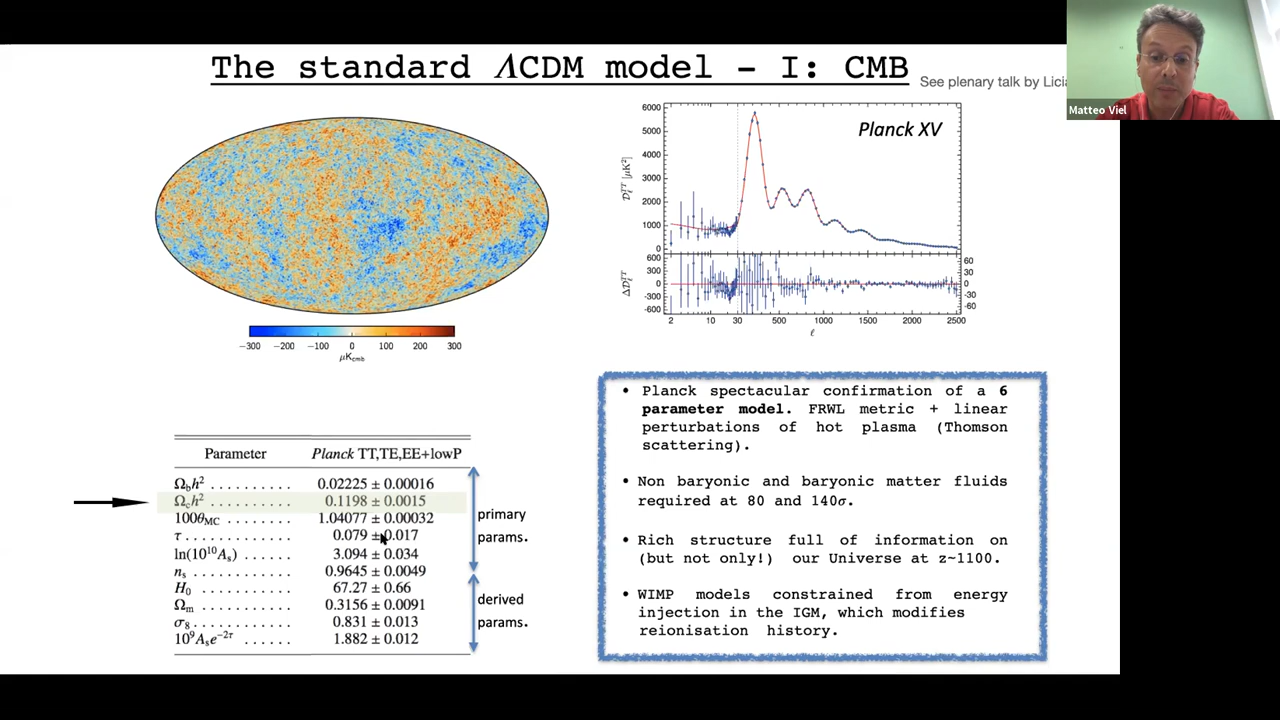 The standard ΛCDM model - I: CMB
See plenary talk by Licia
Matteo Viel
Planck XV
6000
5000
4000
3000
2000
1000
0
D_ℓ^TT [μK²]
600
300
0
-300
-600
ΔD_ℓ^TT
60
30
0
-30
-60
2 10 30 500 1000 1500 2000 2500
ℓ
−300 −200 −100 0 100 200 300
μK_cmb
Parameter Planck TT,TE,EE+lowP
Ω_b h² . . . . . . . . . . 0.02225 ± 0.00016
Ω_c h² . . . . . . . . . . 0.1198 ± 0.0015
100θ_MC . . . . . . . . 1.04077 ± 0.00032
τ . . . . . . . . . . . . . 0.079 ± 0.017
ln(10¹⁰A_s) . . . . . . . 3.094 ± 0.034
n_s . . . . . . . . . . . . 0.9645 ± 0.0049
H_0 . . . . . . . . . . . . 67.27 ± 0.66
Ω_m . . . . . . . . . . . 0.3156 ± 0.0091
σ_8 . . . . . . . . . . . . 0.831 ± 0.013
10⁹A_s e^−2τ . . . . . . 1.882 ± 0.012
primary
params.
derived
params.
• Planck spectacular confirmation of a 6
parameter model. FRWL metric + linear
perturbations of hot plasma (Thomson
scattering).
• Non baryonic and baryonic matter fluids
required at 80 and 140σ.
• Rich structure full of information on
(but not only!) our Universe at z~1100.
• WIMP models constrained from energy
injection in the IGM, which modifies
reionisation history.